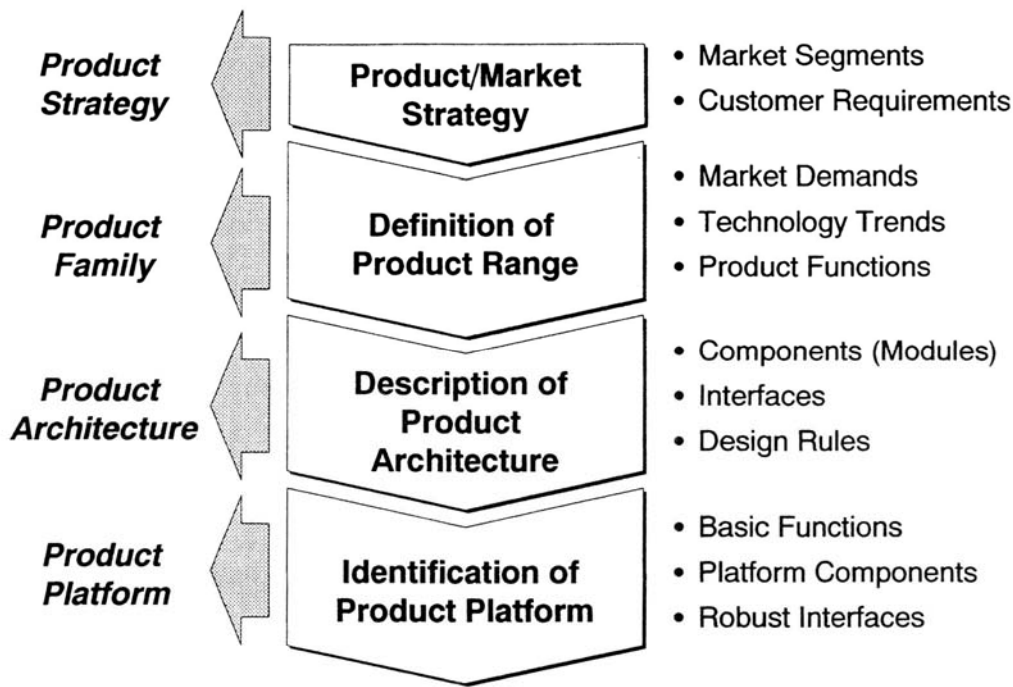 Product
Strategy
Product/Market
Strategy
• Market Segments
• Customer Requirements
Product
Family
Definition of
Product Range
• Market Demands
• Technology Trends
• Product Functions
Product
Architecture
Description of
Product
Architecture
• Components (Modules)
• Interfaces
• Design Rules
Product
Platform
Identification of
Product Platform
• Basic Functions
• Platform Components
• Robust Interfaces